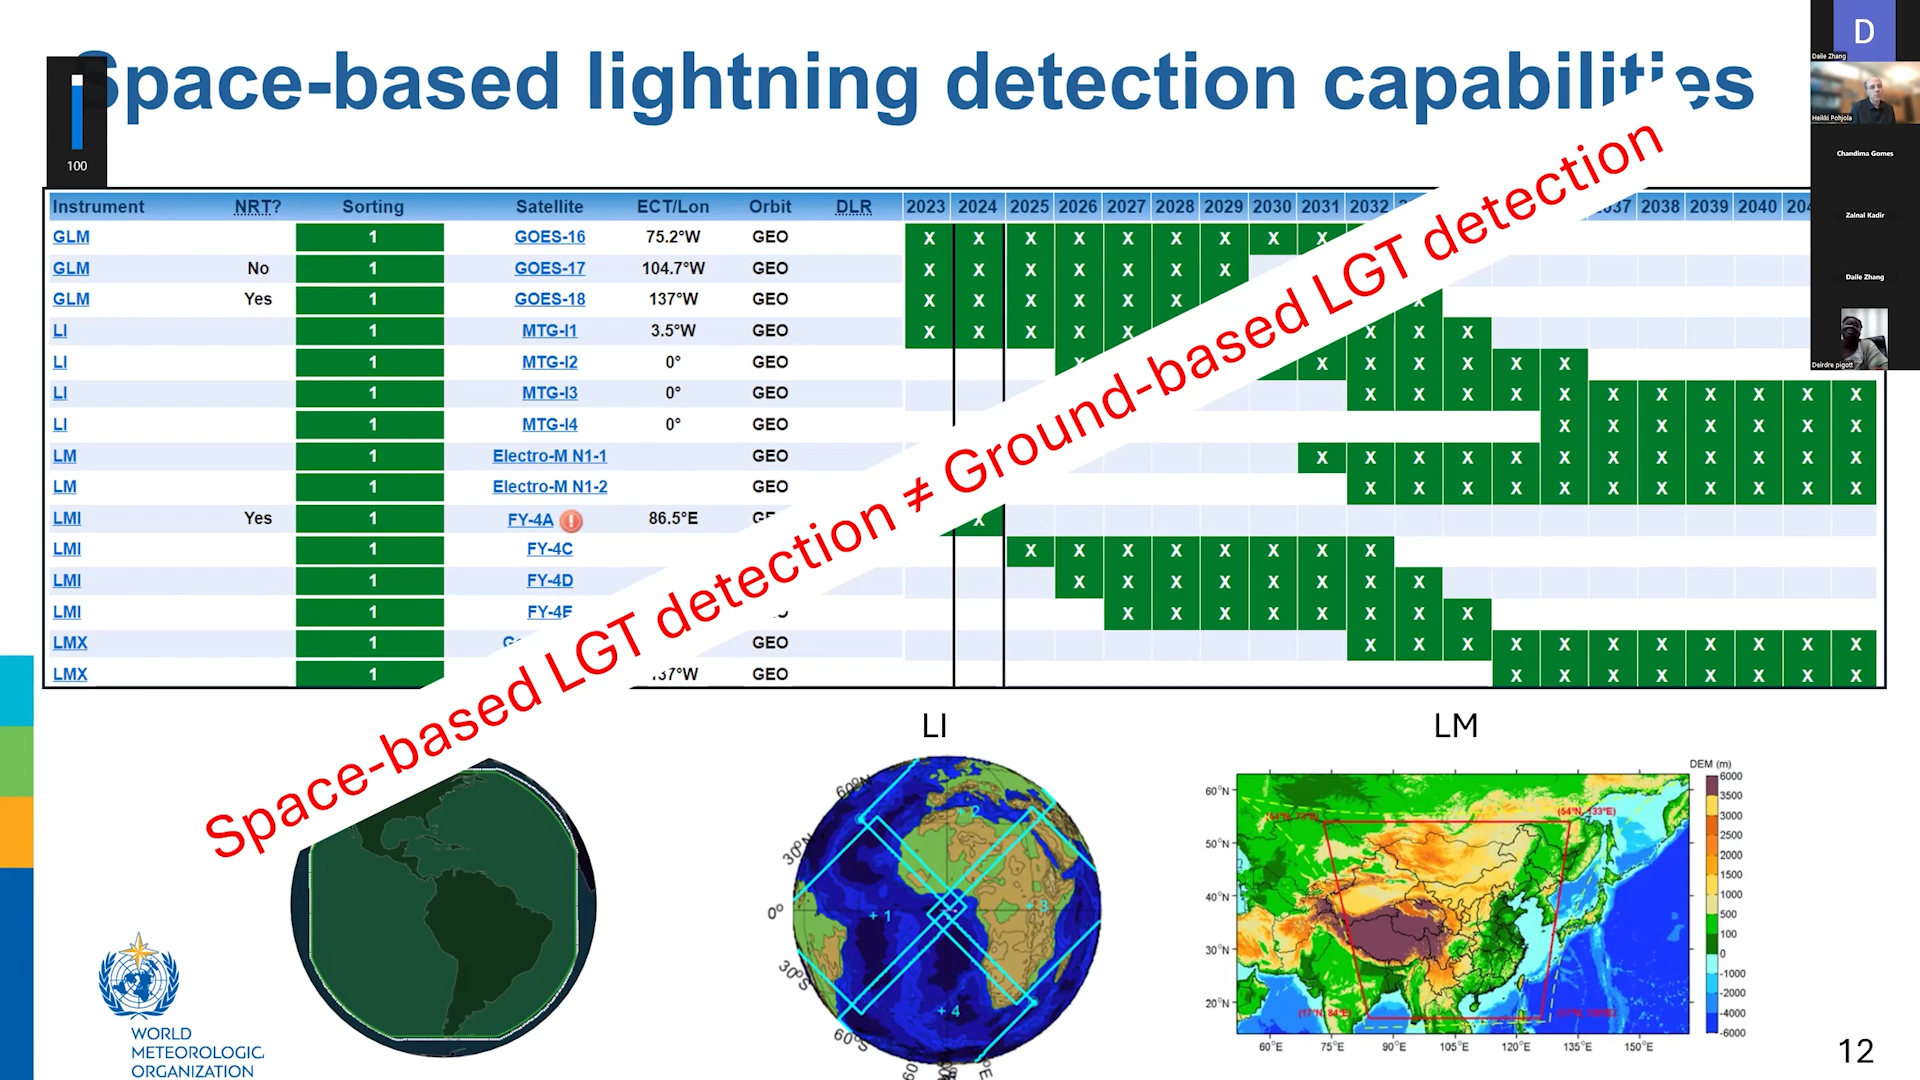 Space-based lightning detection capabilities
100
Instrument NRT? Sorting Satellite ECT/Lon Orbit DLR 2023 2024 2025 2026 2027 2028 2029 2030 2031 2032 2038 2039 2040
GLM 1 GOES-16 75.2°W GEO X X X X X X X X X
GLM No 1 GOES-17 104.7°W GEO X X X X X X X
GLM Yes 1 GOES-18 137°W GEO X X X X X X X
LI 1 MTG-I1 3.5°W GEO X X X X X X X X
LI 1 MTG-I2 0° GEO X X X X X X X
LI 1 MTG-I3 0° GEO X X X X X X X X X X X
LI 1 MTG-I4 0° GEO X X X X X X X
LM 1 Electro-M N1-1 GEO X X X X X X X X X X X X
LM 1 Electro-M N1-2 GEO X X X X X X X X X X X
LMI Yes 1 FY-4A 86.5°E X
LMI 1 FY-4C X X X X X X X X
LMI 1 FY-4D X X X X X X X X
LMI 1 FY-4E X X X X X X X X
LMX 1 GEO X X X X X X X X X X X
LMX 1 GEO X X X X X X X X
Space-based LGT detection ≠ Ground-based LGT detection
LI
60°N
30°N
0°
30°S
60°S
+ 1
+ 2
+ 3
+ 4
LM
DEM (m)
6000
3500
3000
2500
2000
1500
1000
500
100
0
-1000
-2000
-4000
-6000
60°N
50°N
40°N
30°N
20°N
60°E 75°E 90°E 105°E 120°E 135°E 150°E
(54°N, 133°E)
(17°N, 84°E)
WORLD
METEOROLOGIC
ORGANIZATION
12
D
Daile Zhang
Heikki Pohjola
Chandima Gomes
Zainal Kadir
Daile Zhang
Deirdre pigott